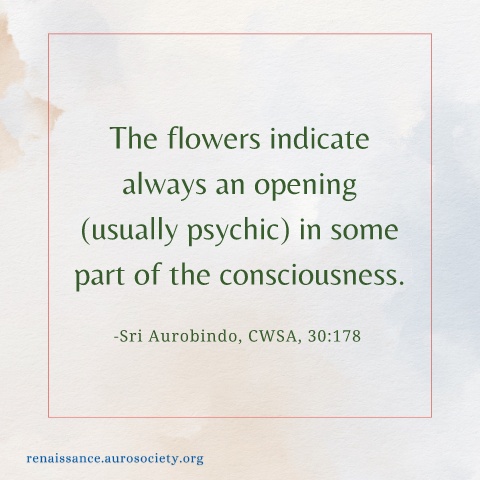 The flowers indicate
always an opening
(usually psychic) in some
part of the consciousness.
-Sri Aurobindo, CWSA, 30:178
renaissance.aurosociety.org